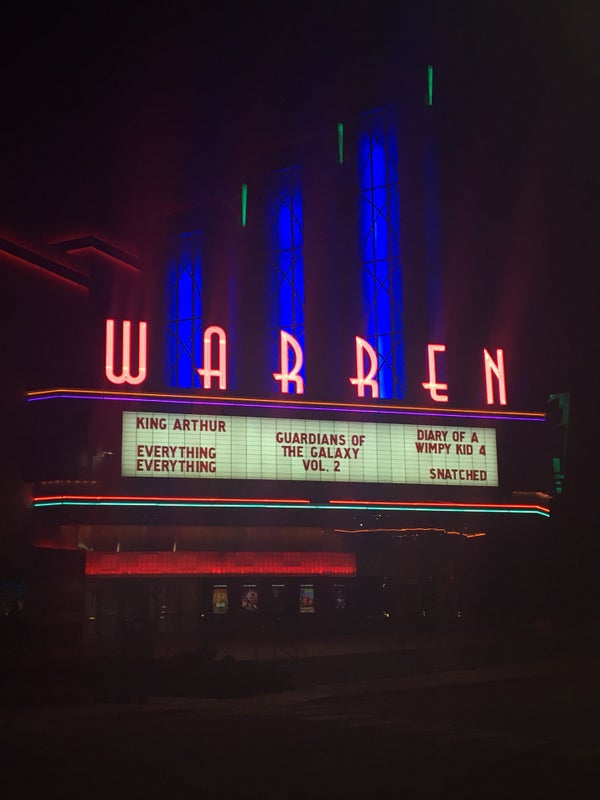 WARREN
KING ARTHUR
EVERYTHING
EVERYTHING
GUARDIANS OF
THE GALAXY
VOL. 2
DIARY OF A
WIMPY KID 4
SNATCHED